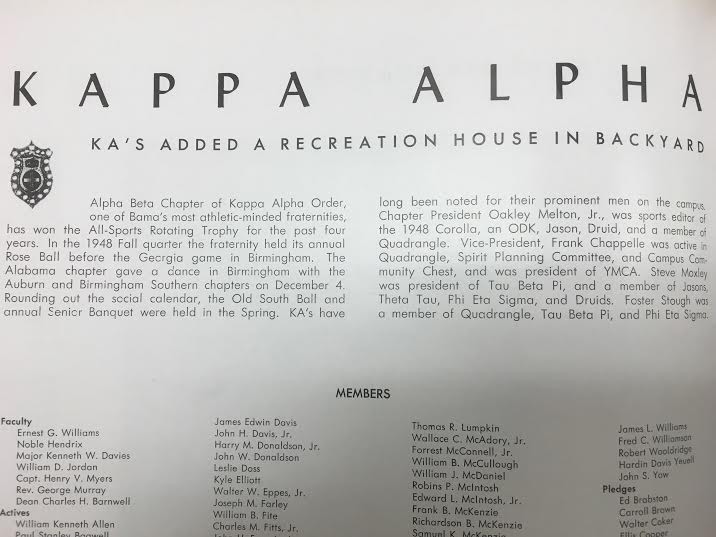 KAPPA ALPHA
KA'S ADDED A RECREATION HOUSE IN BACKYARD
Alpha Beta Chapter of Kappa Alpha Order,
one of Bama's most athletic-minded fraternities,
has won the All-Sports Rotating Trophy for the past four
years. In the 1948 Fall quarter the fraternity held its annual
Rose Ball before the Georgia game in Birmingham. The
Alabama chapter gave a dance in Birmingham with the
Auburn and Birmingham Southern chapters on December 4.
Rounding out the social calendar, the Old South Ball and
annual Senior Banquet were held in the Spring. KA's have
long been noted for their prominent men on the campus.
Chapter President Oakley Melton, Jr., was sports editor of
the 1948 Corolla, an ODK, Jason, Druid, and a member of
Quadrangle. Vice-President, Frank Chappelle was active in
Quadrangle, Spirit Planning Committee, and Campus Com-
munity Chest, and was president of YMCA. Steve Moxley
was president of Tau Beta Pi, and a member of Jasons,
Theta Tau, Phi Eta Sigma, and Druids. Foster Stough was
a member of Quadrangle, Tau Beta Pi, and Phi Eta Sigma.
MEMBERS
Faculty
Ernest G. Williams
Noble Hendrix
Major Kenneth W. Davies
William D. Jordan
Capt. Henry V. Myers
Rev. George Murray
Dean Charles H. Barnwell
Actives
William Kenneth Allen
Paul Stanley Bagwell
James Edwin Davis
John H. Davis, Jr.
Harry M. Donaldson, Jr.
John W. Donaldson
Leslie Doss
Kyle Elliott
Walter W. Eppes, Jr.
Joseph M. Farley
William B. Fite
Charles M. Fitts, Jr.
Thomas R. Lumpkin
Wallace C. McAdory, Jr.
Forrest McConnell, Jr.
William B. McCullough
William J. McDaniel
Robins P. McIntosh
Edward L. McIntosh, Jr.
Frank B. McKenzie
Richardson B. McKenzie
Samuel K. McKenzie
James L. Williams
Fred C. Williamson
Robert Wooldridge
Hardin Davis Yeuell
John S. Yow
Pledges
Ed Brabston
Carroll Brown
Walter Coker
Ellis Cooper